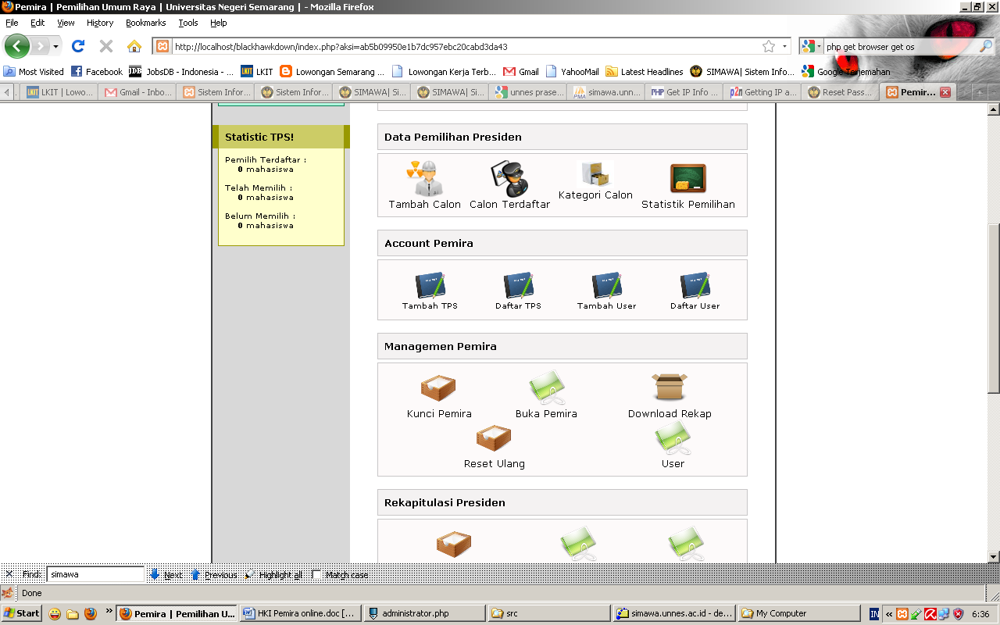 Pemira | Pemilihan Umum Raya | Universitas Negeri Semarang | - Mozilla Firefox
File Edit View History Bookmarks Tools Help
http://localhost/blackhawkdown/index.php?aksi=ab5b09950e1b7dc957ebc20cabd3da43
php get browser get os
Most Visited Facebook JobsDB - Indonesia - ... LKIT Lowongan Semarang ... Lowongan Kerja Terb... Gmail YahooMail Latest Headlines SIMAWA| Sistem Info... Google Terjemahan
LKIT | Lowo... Gmail - Inbo... Sistem Infor... Sistem Infor... SIMAWA| Si... SIMAWA| Si... unnes prase... simawa.unn... Get IP Info ... Getting IP a... Reset Pass... Pemir...
Statistic TPS!
Pemilih Terdaftar :
0 mahasiswa
Telah Memilih :
0 mahasiswa
Belum Memilih :
0 mahasiswa
Data Pemilihan Presiden
Tambah Calon Calon Terdaftar Kategori Calon Statistik Pemilihan
Account Pemira
Tambah TPS Daftar TPS Tambah User Daftar User
Managemen Pemira
Kunci Pemira Buka Pemira Download Rekap
Reset Ulang User
Rekapitulasi Presiden
Find: simawa Next Previous Highlight all Match case
Done
Start » Pemira | Pemilihan U... HKI Pemira online.doc [... administrator.php src simawa.unnes.ac.id - de... My Computer IN « 6:36